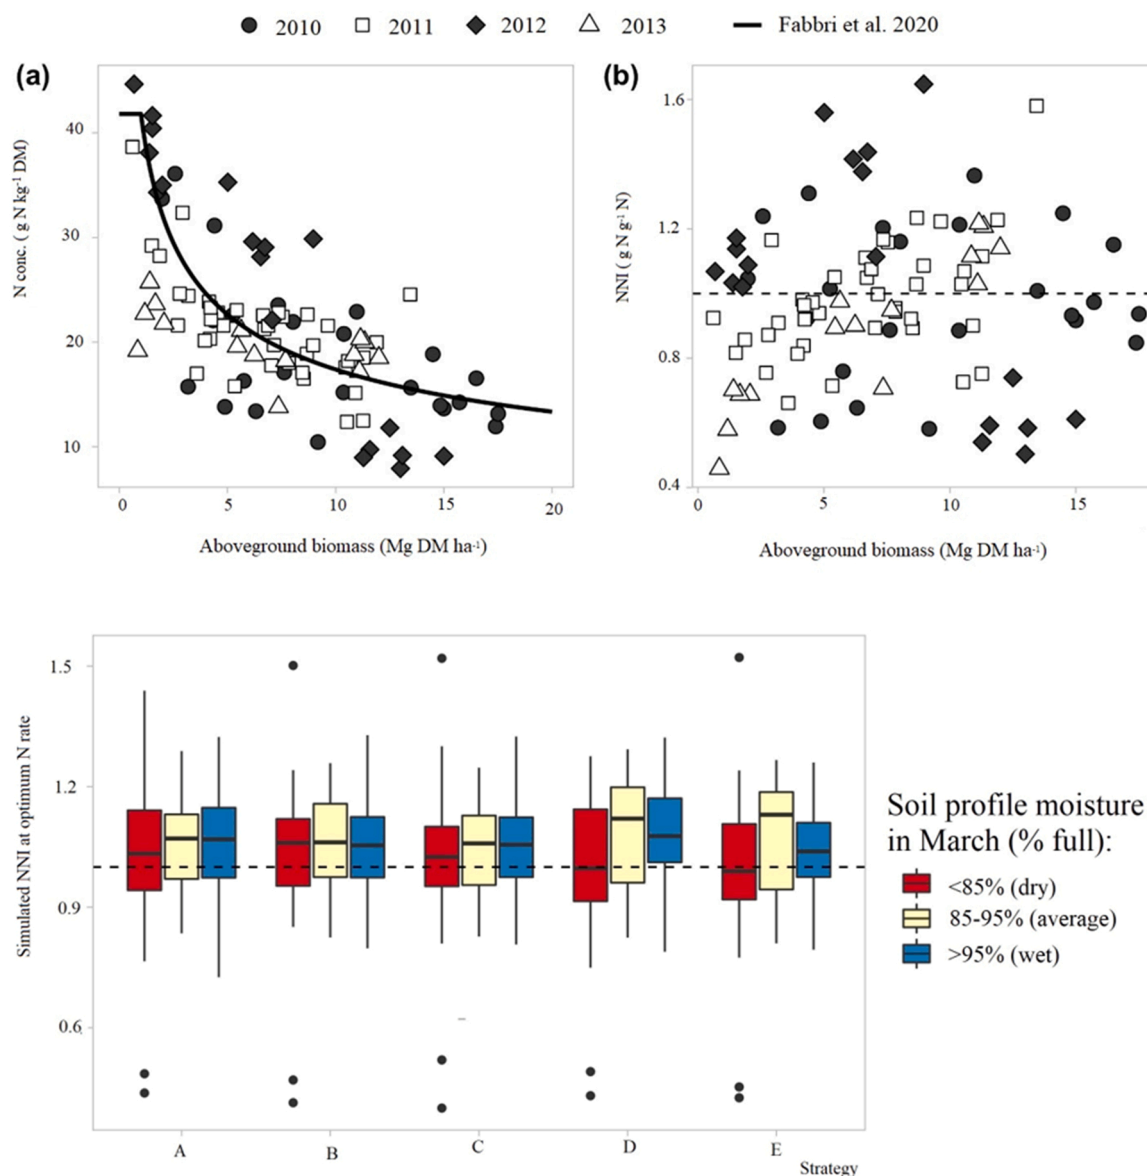 2010 2011 2012 2013 Fabbri et al. 2020
(a) (b)
N conc. ( g N kg⁻¹ DM)
40
30
20
10
0 5 10 15 20
Aboveground biomass (Mg DM ha⁻¹)
NNI ( g N g⁻¹ N)
1.6
1.2
0.8
0.4
0 5 10 15
Aboveground biomass (Mg DM ha⁻¹)
Simulated NNI at optimum N rate
1.5
1.2
0.9
0.6
A B C D E
Strategy
Soil profile moisture
in March (% full):
<85% (dry)
85-95% (average)
>95% (wet)